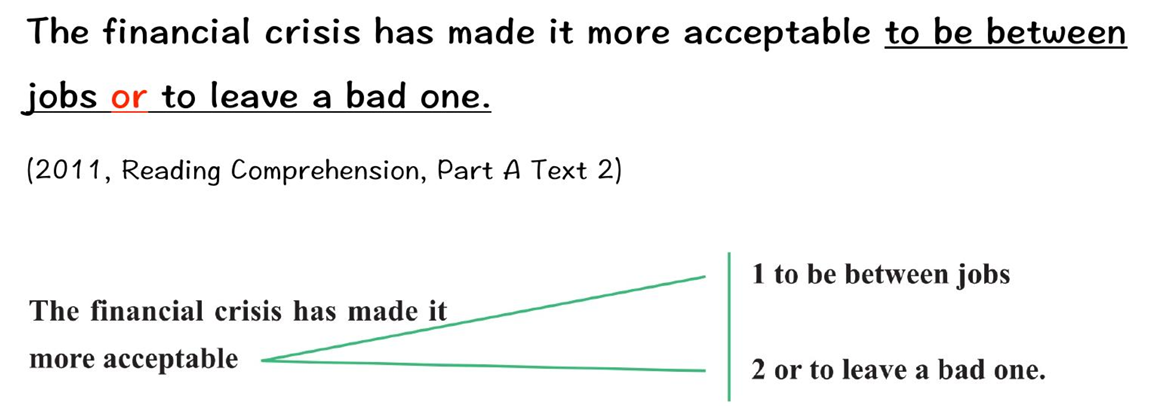 The financial crisis has made it more acceptable to be between
jobs or to leave a bad one.
(2011, Reading Comprehension, Part A Text 2)
The financial crisis has made it
more acceptable
1 to be between jobs
2 or to leave a bad one.